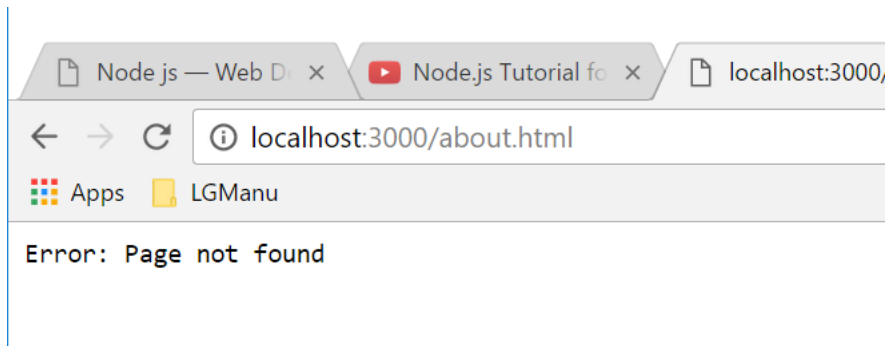 Node js — Web D
Node.js Tutorial fo
localhost:3000/
localhost:3000/about.html
Apps
LGManu
Error: Page not found